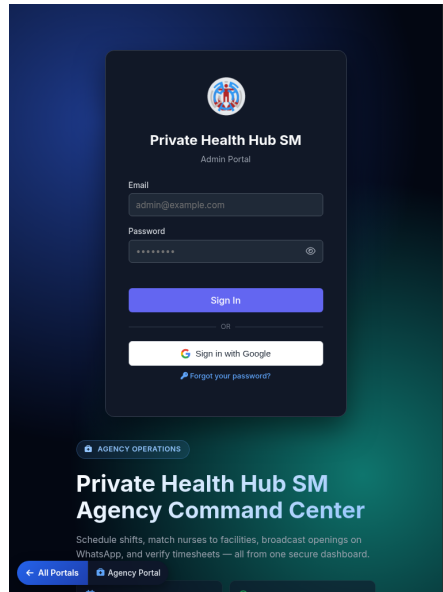 Private Health Hub SM
Admin Portal
Email
admin@example.com
Password
••••••••
Sign In
OR
Sign in with Google
Forgot your password?
AGENCY OPERATIONS
Private Health Hub SM
Agency Command Center
Schedule shifts, match nurses to facilities, broadcast openings on
WhatsApp, and verify timesheets — all from one secure dashboard.
← All Portals
Agency Portal